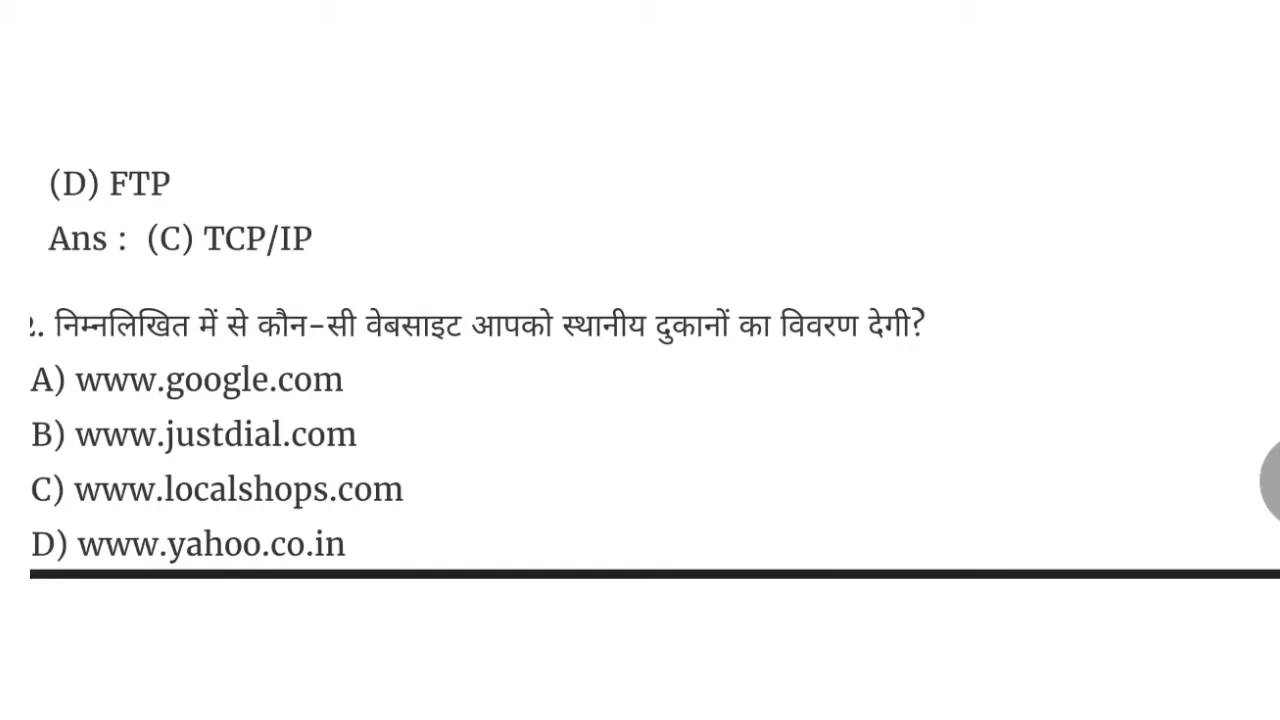 (D) FTP
Ans : (C) TCP/IP
2. निम्नलिखित में से कौन-सी वेबसाइट आपको स्थानीय दुकानों का विवरण देगी?
A) www.google.com
B) www.justdial.com
C) www.localshops.com
D) www.yahoo.co.in